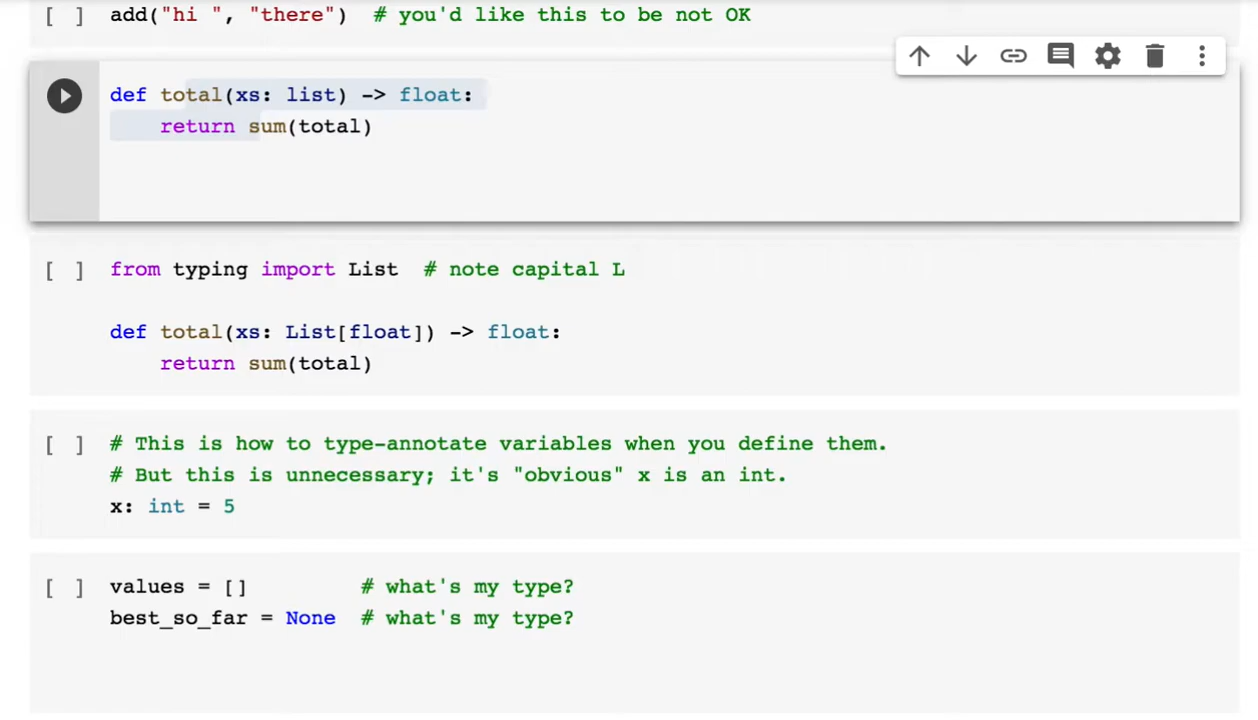 [ ] add("hi ", "there")  # you'd like this to be not OK
def total(xs: list) -> float:
    return sum(total)
[ ] from typing import List  # note capital L
def total(xs: List[float]) -> float:
    return sum(total)
[ ] # This is how to type-annotate variables when you define them.
# But this is unnecessary; it's "obvious" x is an int.
x: int = 5
[ ] values = []         # what's my type?
best_so_far = None  # what's my type?